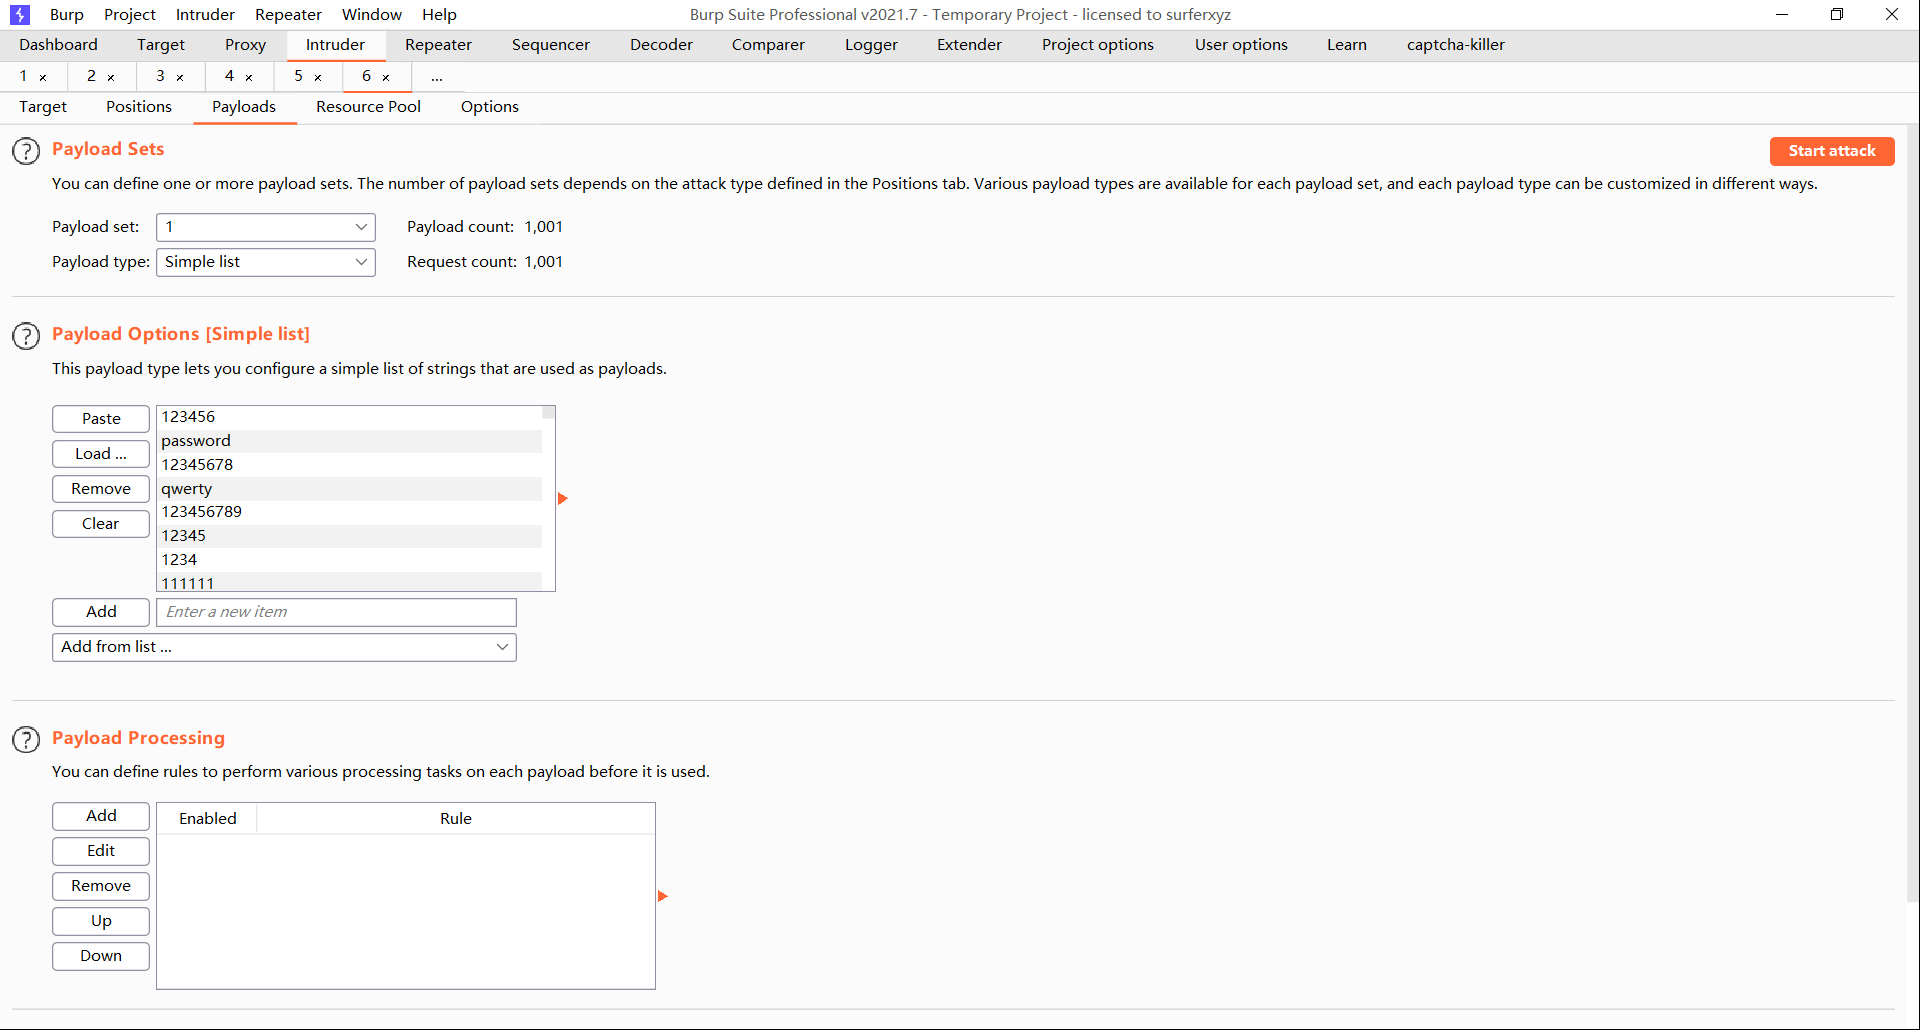 Burp Project Intruder Repeater Window Help Burp Suite Professional v2021.7 - Temporary Project - licensed to surferxyz
Dashboard Target Proxy Intruder Repeater Sequencer Decoder Comparer Logger Extender Project options User options Learn captcha-killer
1 × 2 × 3 × 4 × 5 × 6 × ...
Target Positions Payloads Resource Pool Options
? Payload Sets Start attack
You can define one or more payload sets. The number of payload sets depends on the attack type defined in the Positions tab. Various payload types are available for each payload set, and each payload type can be customized in different ways.
Payload set: 1 Payload count: 1,001
Payload type: Simple list Request count: 1,001
? Payload Options [Simple list]
This payload type lets you configure a simple list of strings that are used as payloads.
Paste
Load ...
Remove
Clear
123456
password
12345678
qwerty
123456789
12345
1234
111111
Add Enter a new item
Add from list ...
? Payload Processing
You can define rules to perform various processing tasks on each payload before it is used.
Add
Edit
Remove
Up
Down
Enabled Rule